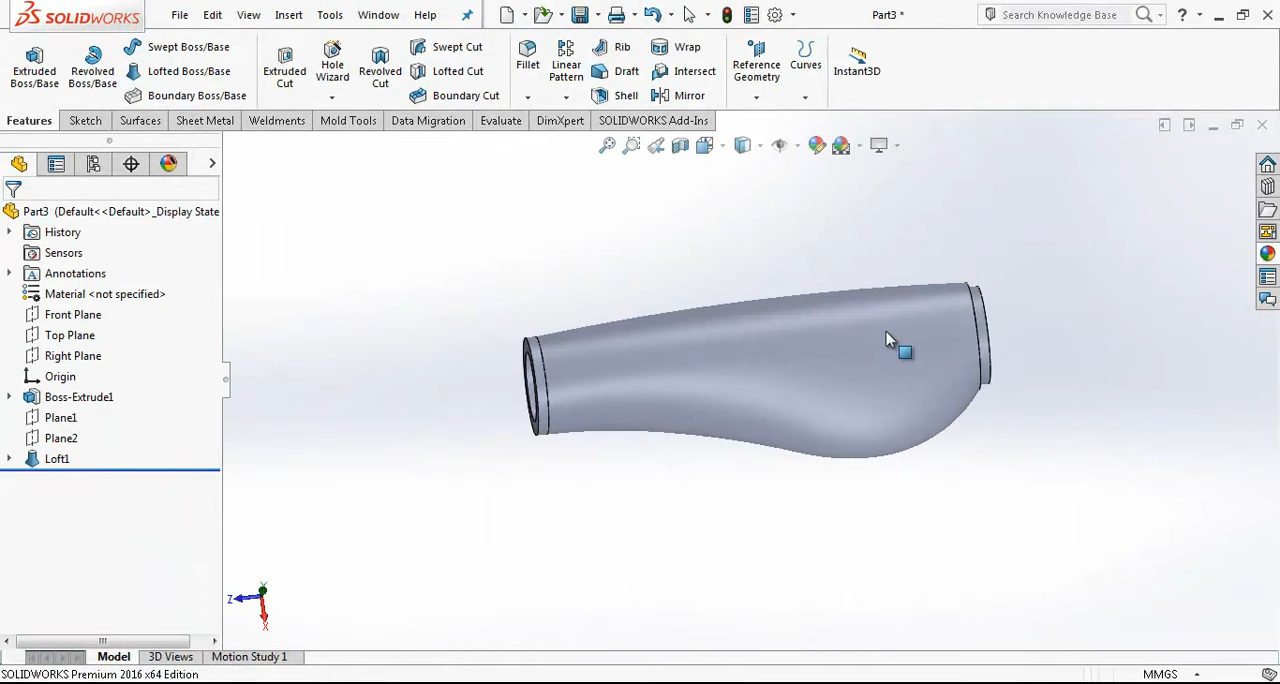 SOLIDWORKS File Edit View Insert Tools Window Help Part3 * Search Knowledge Base ?
Extruded Boss/Base
Revolved Boss/Base
Swept Boss/Base
Lofted Boss/Base
Boundary Boss/Base
Extruded Cut
Hole Wizard
Revolved Cut
Swept Cut
Lofted Cut
Boundary Cut
Fillet
Linear Pattern
Rib
Draft
Shell
Wrap
Intersect
Mirror
Reference Geometry
Curves
Instant3D
Features Sketch Surfaces Sheet Metal Weldments Mold Tools Data Migration Evaluate DimXpert SOLIDWORKS Add-Ins
Part3 (Default<<Default>_Display State
History
Sensors
Annotations
Material <not specified>
Front Plane
Top Plane
Right Plane
Origin
Boss-Extrude1
Plane1
Plane2
Loft1
Y
Z
X
Model 3D Views Motion Study 1
SOLIDWORKS Premium 2016 x64 Edition MMGS